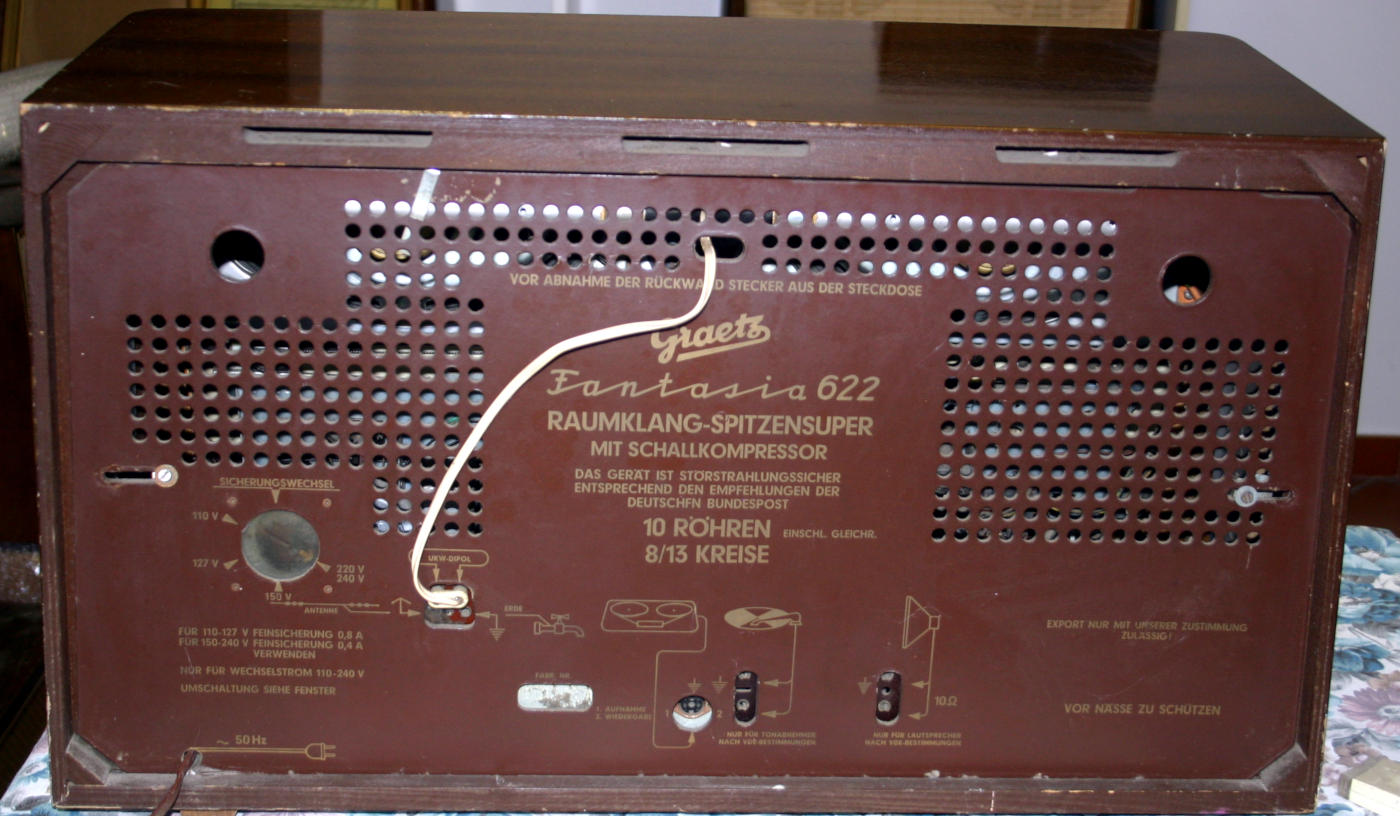 VOR ABNAHME DER RÜCKWAND STECKER AUS DER STECKDOSE
Graetz
Fantasia 622
RAUMKLANG-SPITZENSUPER
MIT SCHALLKOMPRESSOR
DAS GERÄT IST STÖRSTRAHLUNGSSICHER
ENTSPRECHEND DEN EMPFEHLUNGEN DER
DEUTSCHEN BUNDESPOST
10 RÖHREN EINSCHL. GLEICHR.
8/13 KREISE
SICHERUNGSWECHSEL
110 V
127 V
150 V
220 V
240 V
UKW-DIPOL
ANTENNE
ERDE
FÜR 110-127 V FEINSICHERUNG 0,8 A
FÜR 150-240 V FEINSICHERUNG 0,4 A
VERWENDEN
NUR FÜR WECHSELSTROM 110-240 V
UMSCHALTUNG SIEHE FENSTER
~ 50 Hz
FABR. NR.
1. AUFNAHME
2. WIEDERGABE
1
2
NUR FÜR TONABNEHMER
NACH VDE-BESTIMMUNGEN
10 Ω
NUR FÜR LAUTSPRECHER
NACH VDE-BESTIMMUNGEN
EXPORT NUR MIT UNSERER ZUSTIMMUNG
ZULÄSSIG!
VOR NÄSSE ZU SCHÜTZEN